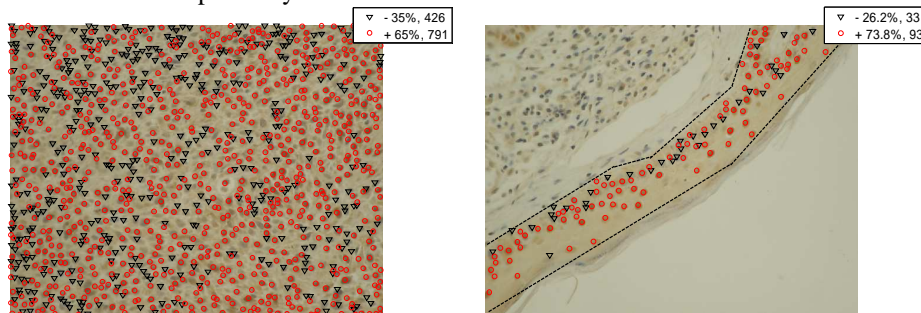 - 35%, 426
+ 65%, 791
- 26.2%, 33
+ 73.8%, 93